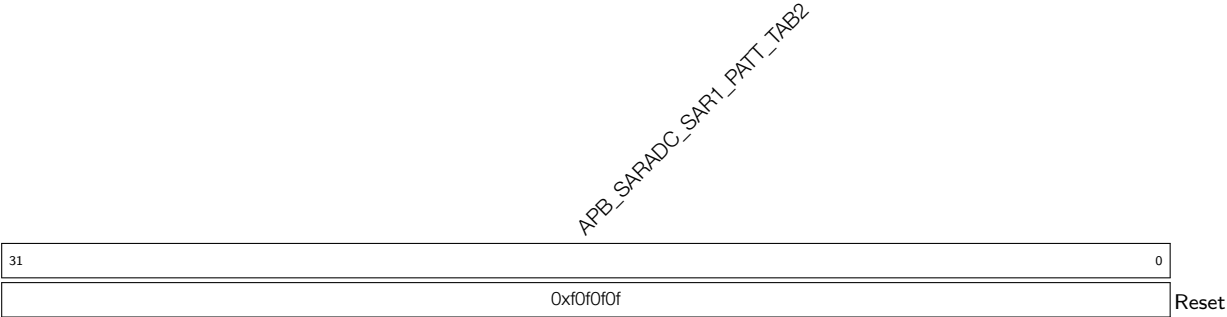 APB_SARADC_SAR1_PATT_TAB2
31 0
0xf0f0f0f Reset